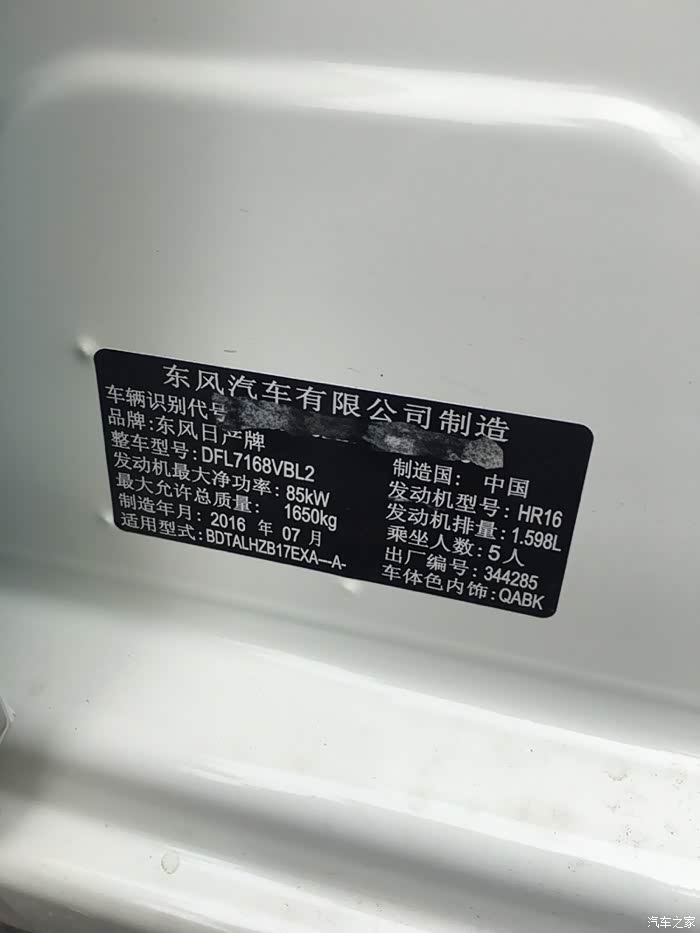 东风汽车有限公司制造
车辆识别代号
品牌:东风日产牌 制造国: 中国
整车型号:DFL7168VBL2 发动机型号:HR16
发动机最大净功率:85kW 发动机排量:1.598L
最大允许总质量: 1650kg 乘坐人数:5人
制造年月:2016 年 07 月 出厂编号:344285
适用型式:BDTALHZB17EXA---A- 车体色内饰:QABK
汽车之家